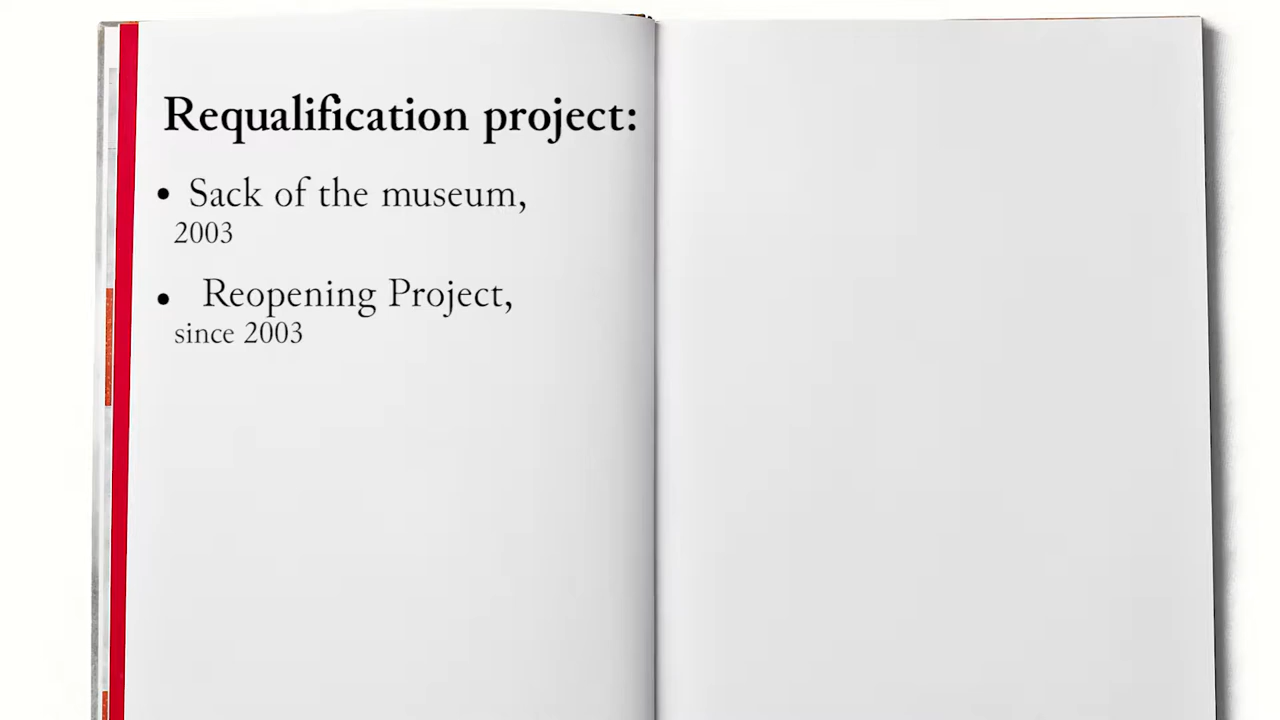 Requalification project:
• Sack of the museum,
2003
• Reopening Project,
since 2003